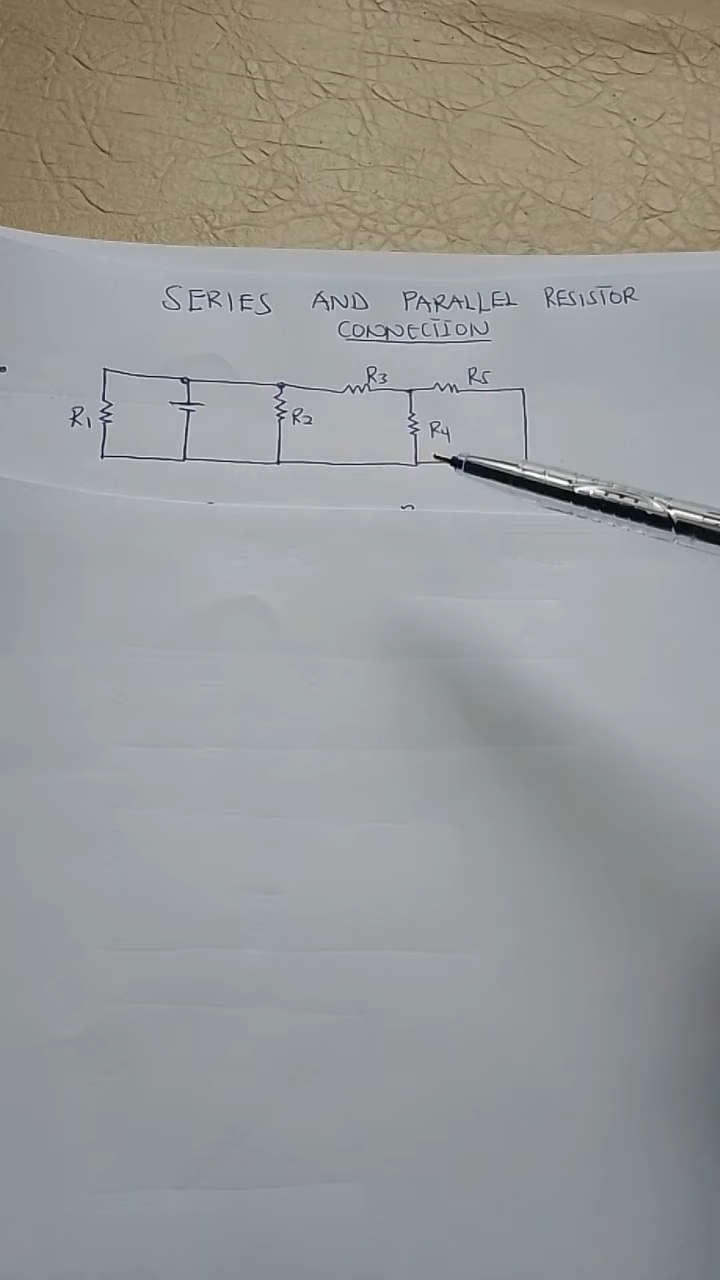 SERIES AND PARALLEL RESISTOR
CONNECTION
R3 R5
R1 R2 R4